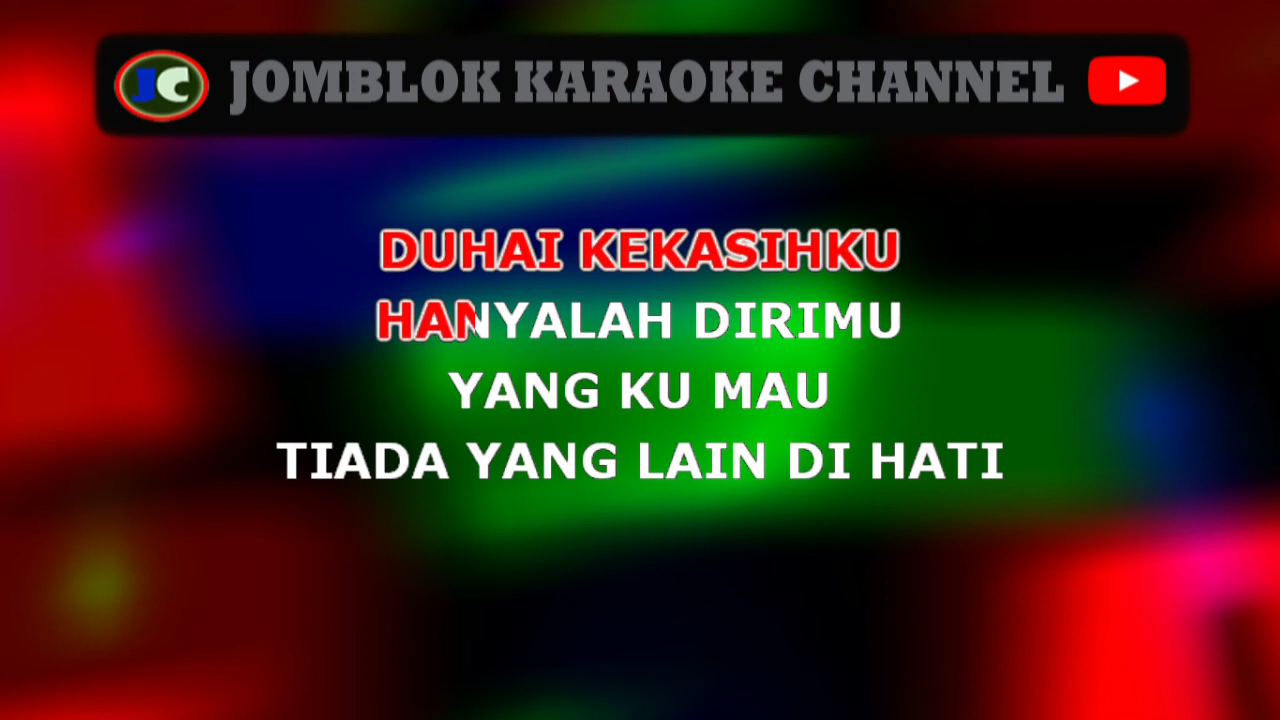 JC JOMBLOK KARAOKE CHANNEL
DUHAI KEKASIHKU
HANYALAH DIRIMU
YANG KU MAU
TIADA YANG LAIN DI HATI